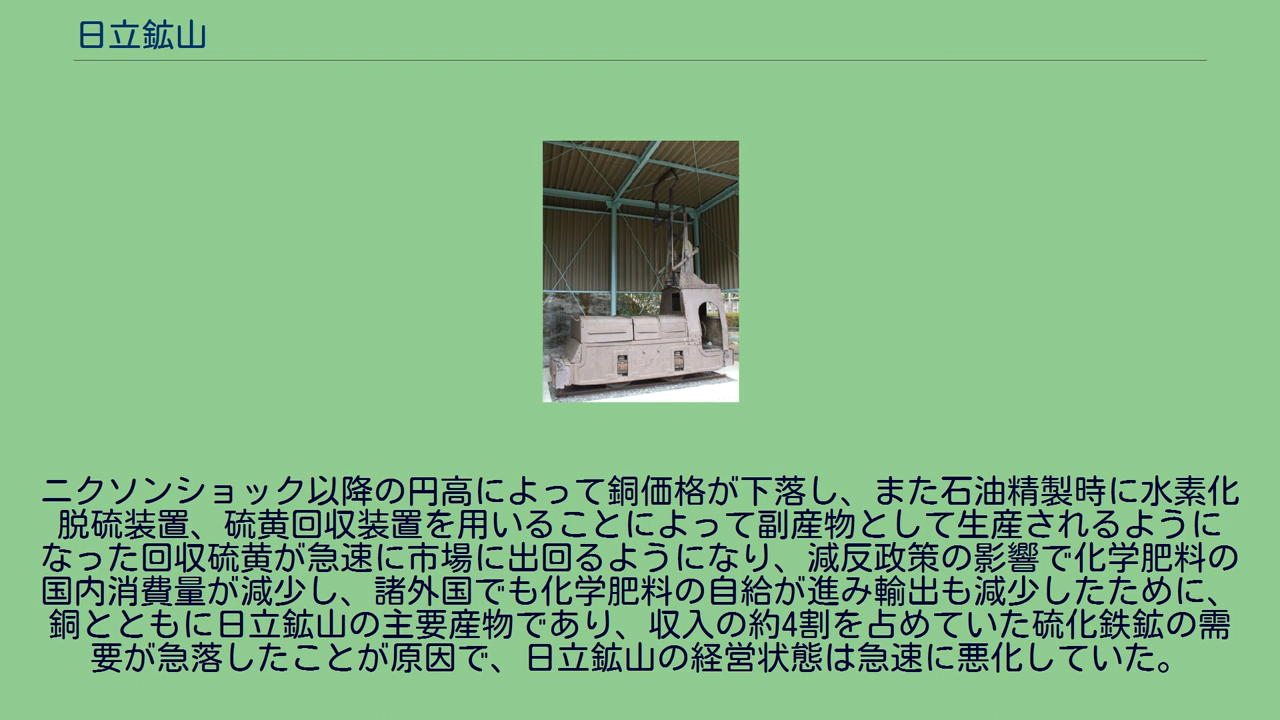 日立鉱山
ニクソンショック以降の円高によって銅価格が下落し、また石油精製時に水素化
脱硫装置、硫黄回収装置を用いることによって副産物として生産されるように
なった回収硫黄が急速に市場に出回るようになり、減反政策の影響で化学肥料の
国内消費量が減少し、諸外国でも化学肥料の自給が進み輸出も減少したために、
銅とともに日立鉱山の主要産物であり、収入の約4割を占めていた硫化鉄鉱の需
要が急落したことが原因で、日立鉱山の経営状態は急速に悪化していた。